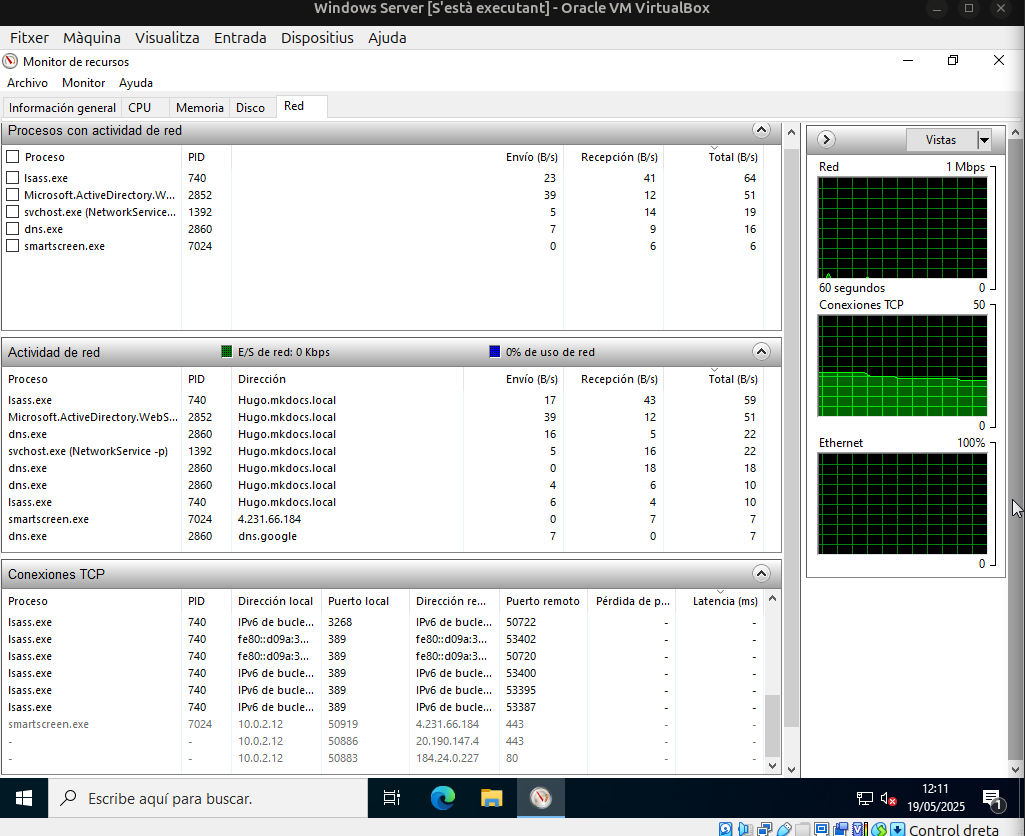 Windows Server [S'està executant] - Oracle VM VirtualBox
Fitxer Màquina Visualitza Entrada Dispositius Ajuda
Monitor de recursos
Archivo Monitor Ayuda
Información general CPU Memoria Disco Red
Procesos con actividad de red
Proceso PID Envío (B/s) Recepción (B/s) Total (B/s)
lsass.exe 740 23 41 64
Microsoft.ActiveDirectory.W... 2852 39 12 51
svchost.exe (NetworkService... 1392 5 14 19
dns.exe 2860 7 9 16
smartscreen.exe 7024 0 6 6
Actividad de red E/S de red: 0 Kbps 0% de uso de red
Proceso PID Dirección Envío (B/s) Recepción (B/s) Total (B/s)
lsass.exe 740 Hugo.mkdocs.local 17 43 59
Microsoft.ActiveDirectory.WebS... 2852 Hugo.mkdocs.local 39 12 51
dns.exe 2860 Hugo.mkdocs.local 16 5 22
svchost.exe (NetworkService -p) 1392 Hugo.mkdocs.local 5 16 22
dns.exe 2860 Hugo.mkdocs.local 0 18 18
dns.exe 2860 Hugo.mkdocs.local 4 6 10
lsass.exe 740 Hugo.mkdocs.local 6 4 10
smartscreen.exe 7024 4.231.66.184 0 7 7
dns.exe 2860 dns.google 7 0 7
Conexiones TCP
Proceso PID Dirección local Puerto local Dirección re... Puerto remoto Pérdida de p... Latencia (ms)
lsass.exe 740 IPv6 de bucle... 3268 IPv6 de bucle... 50722 - -
lsass.exe 740 fe80::d09a:3... 389 fe80::d09a:3... 53402 - -
lsass.exe 740 fe80::d09a:3... 389 fe80::d09a:3... 50720 - -
lsass.exe 740 IPv6 de bucle... 389 IPv6 de bucle... 53400 - -
lsass.exe 740 IPv6 de bucle... 389 IPv6 de bucle... 53395 - -
lsass.exe 740 IPv6 de bucle... 389 IPv6 de bucle... 53387 - -
smartscreen.exe 7024 10.0.2.12 50919 4.231.66.184 443 - -
- - 10.0.2.12 50886 20.190.147.4 443 - -
- - 10.0.2.12 50883 184.24.0.227 80 - -
Vistas
Red 1 Mbps
60 segundos 0
Conexiones TCP 50
0
Ethernet 100%
0
Escribe aquí para buscar.
12:11
19/05/2025
1
Control dreta